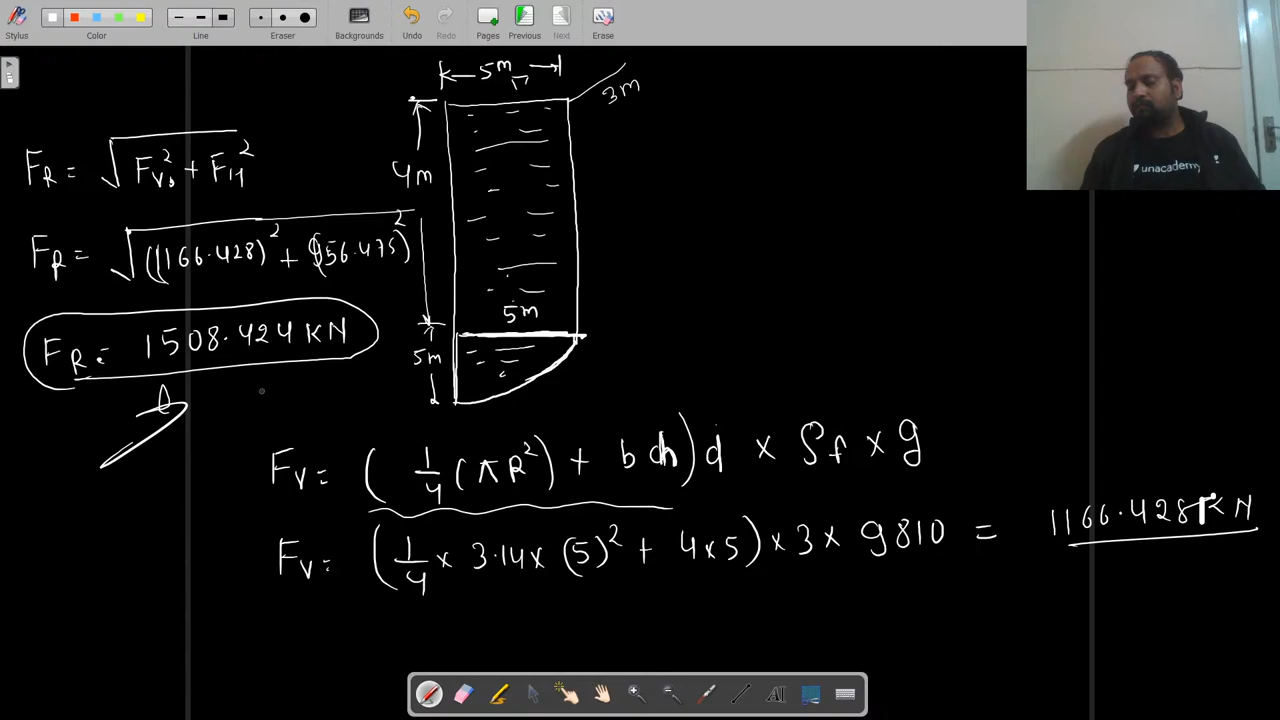 Stylus Color Line Eraser Backgrounds Undo Redo Pages Previous Next Erase
5m
3m
4m
5m
5m
F_R = √(F_V² + F_H²)
F_R = √((1166.428)² + (956.475)²)
F_R = 1508.424 KN
F_V = (1/4 (πR²) + b h) d × ρf × g
F_V = (1/4 × 3.14 × (5)² + 4×5) × 3 × 9810 = 1166.428 KN
unacademy
AI